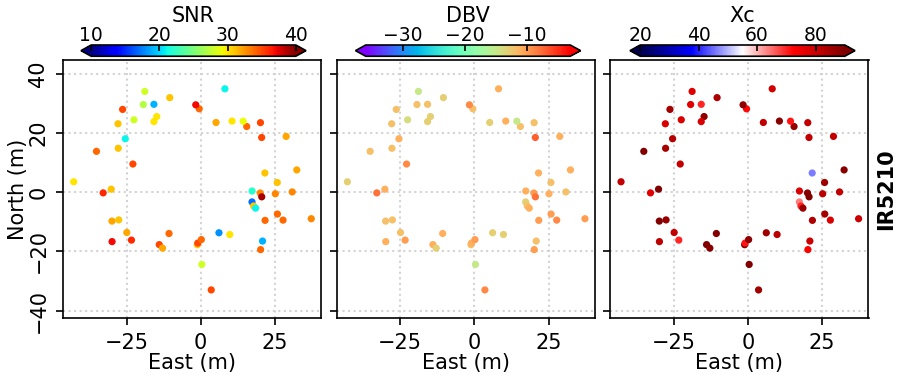 SNR DBV Xc
10 20 30 40 −30 −20 −10 20 40 60 80
40
20
0
−20
−40
North (m)
−25 0 25 −25 0 25 −25 0 25
East (m) East (m) East (m)
IR5210